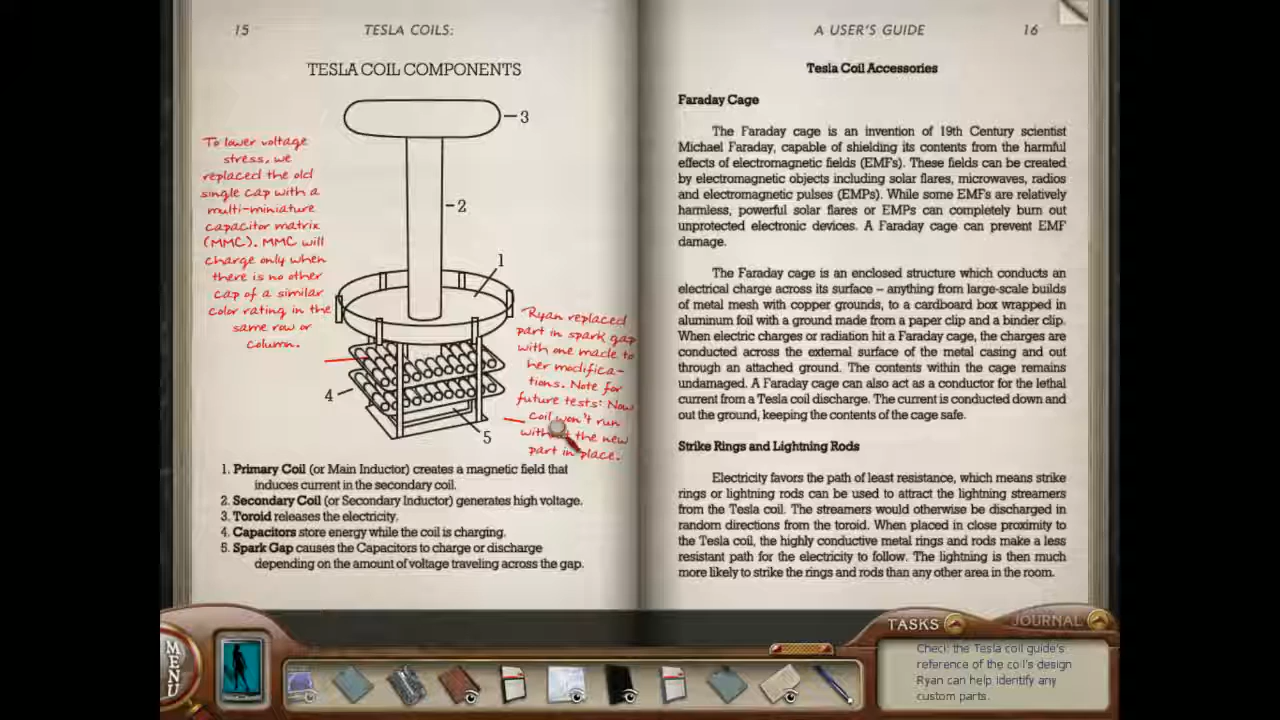 15
TESLA COILS:
TESLA COIL COMPONENTS
3
To lower voltage
stress, we
replaced the old
single cap with a
multi-miniature
capacitor matrix
(MMC). MMC will
charge only when
there is no other
cap of a similar
color rating in the
same row or
column.
2
1
Ryan replaced
part in spark gap
with one made to
her modifica-
tions. Note for
future tests: Now
coil won't run
without the new
part in place.
4
5
1. Primary Coil (or Main Inductor) creates a magnetic field that
induces current in the secondary coil.
2. Secondary Coil (or Secondary Inductor) generates high voltage.
3. Toroid releases the electricity.
4. Capacitors store energy while the coil is charging.
5. Spark Gap causes the Capacitors to charge or discharge
depending on the amount of voltage traveling across the gap.
A USER'S GUIDE
16
Tesla Coil Accessories
Faraday Cage
The Faraday cage is an invention of 19th Century scientist
Michael Faraday, capable of shielding its contents from the harmful
effects of electromagnetic fields (EMFs). These fields can be created
by electromagnetic objects including solar flares, microwaves, radios
and electromagnetic pulses (EMPs). While some EMFs are relatively
harmless, powerful solar flares or EMPs can completely burn out
unprotected electronic devices. A Faraday cage can prevent EMF
damage.
The Faraday cage is an enclosed structure which conducts an
electrical charge across its surface – anything from large-scale builds
of metal mesh with copper grounds, to a cardboard box wrapped in
aluminum foil with a ground made from a paper clip and a binder clip.
When electric charges or radiation hit a Faraday cage, the charges are
conducted across the external surface of the metal casing and out
through an attached ground. The contents within the cage remains
undamaged. A Faraday cage can also act as a conductor for the lethal
current from a Tesla coil discharge. The current is conducted down and
out the ground, keeping the contents of the cage safe.
Strike Rings and Lightning Rods
Electricity favors the path of least resistance, which means strike
rings or lightning rods can be used to attract the lightning streamers
from the Tesla coil. The streamers would otherwise be discharged in
random directions from the toroid. When placed in close proximity to
the Tesla coil, the highly conductive metal rings and rods make a less
resistant path for the electricity to follow. The lightning is then much
more likely to strike the rings and rods than any other area in the room.
MENU
TASKS
JOURNAL
Check: the Tesla coil guide's
reference of the coil's design
Ryan can help identify any
custom parts.